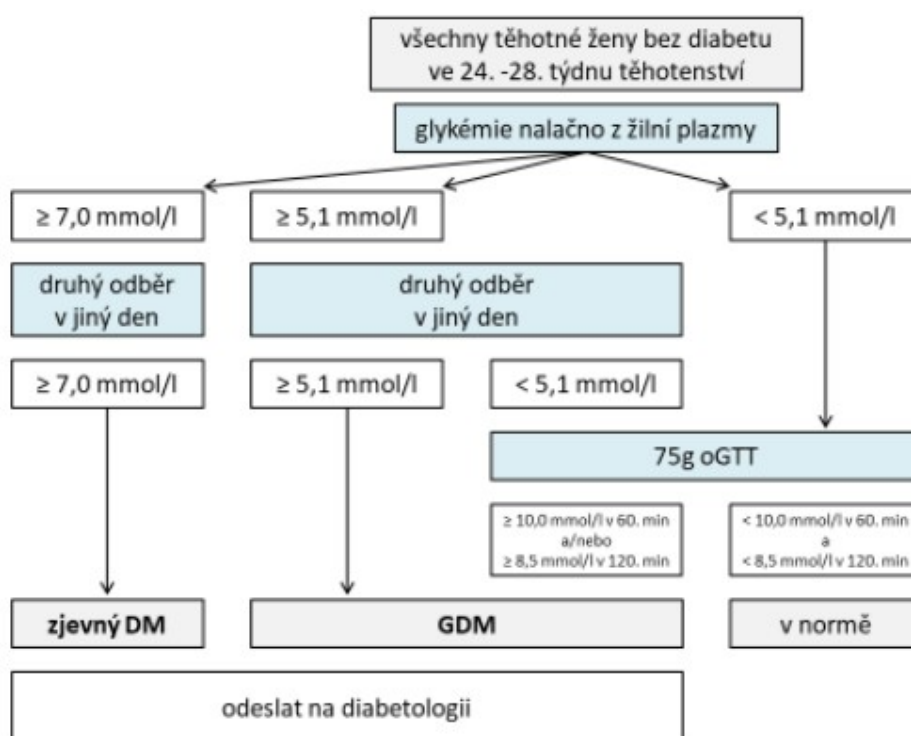 všechny těhotné ženy bez diabetu
ve 24. -28. týdnu těhotenství
glykémie nalačno z žilní plazmy
≥ 7,0 mmol/l
≥ 5,1 mmol/l
< 5,1 mmol/l
druhý odběr
v jiný den
druhý odběr
v jiný den
≥ 7,0 mmol/l
≥ 5,1 mmol/l
< 5,1 mmol/l
75g oGTT
≥ 10,0 mmol/l v 60. min
a/nebo
≥ 8,5 mmol/l v 120. min
< 10,0 mmol/l v 60. min
a
< 8,5 mmol/l v 120. min
zjevný DM
GDM
v normě
odeslat na diabetologii